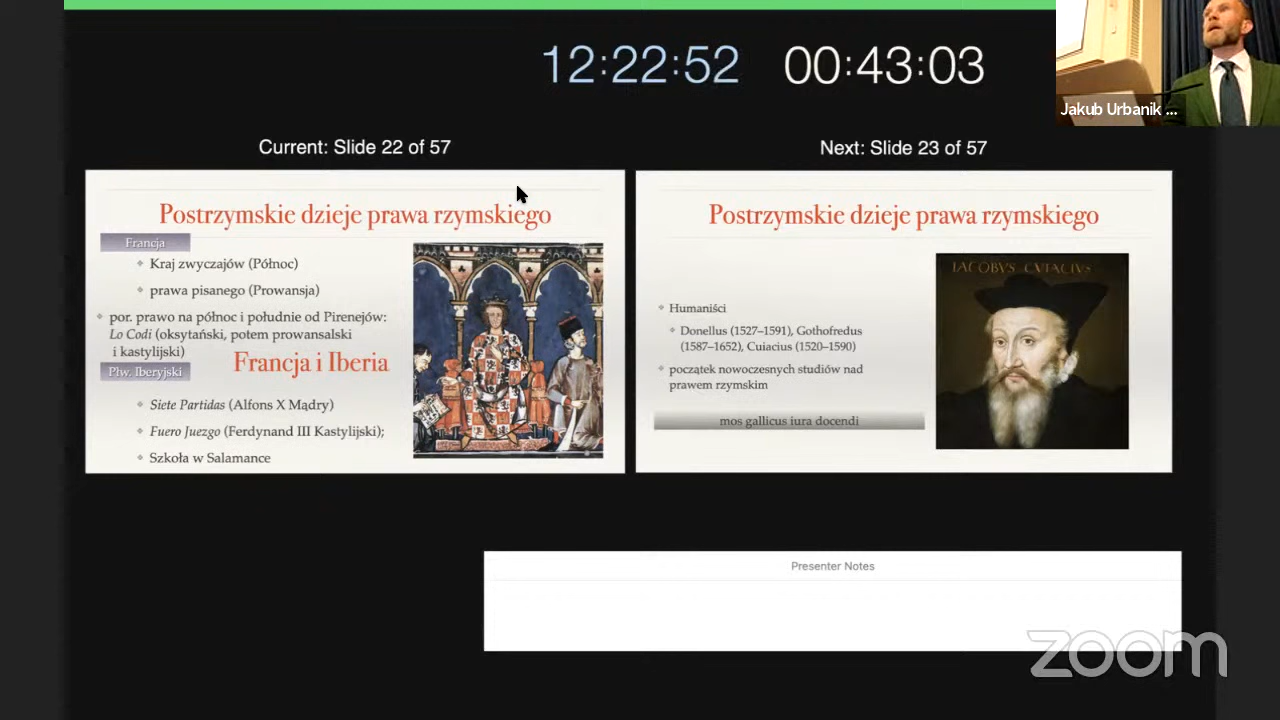 12:22:52 00:43:03
Jakub Urbanik ...
Current: Slide 22 of 57
Next: Slide 23 of 57
Postrzymskie dzieje prawa rzymskiego
Francja
Kraj zwyczajów (Północ)
prawa pisanego (Prowansja)
por. prawo na północ i południe od Pirenejów:
Lo Codi (oksytański, potem prowansalski
i kastylijski)
Francja i Iberia
Płw. Iberyjski
Siete Partidas (Alfons X Mądry)
Fuero Juezgo (Ferdynand III Kastylijski);
Szkoła w Salamance
Postrzymskie dzieje prawa rzymskiego
IACOBVS CVIACIVS
Humaniści
Donellus (1527–1591), Gothofredus
(1587–1652), Cuiacius (1520–1590)
początek nowoczesnych studiów nad
prawem rzymskim
mos gallicus iura docendi
Presenter Notes
zoom